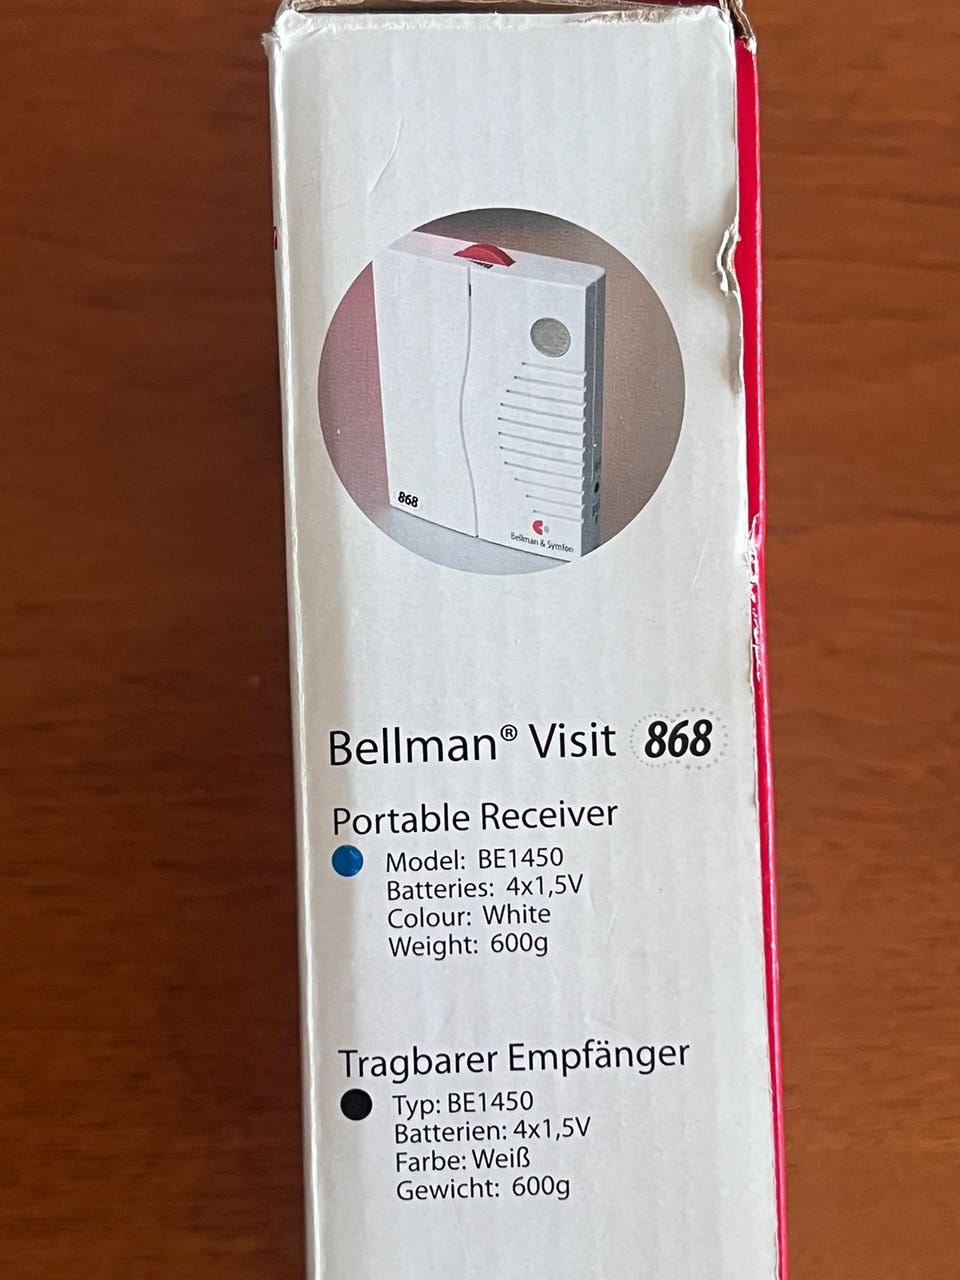 868
Bellman & Symfon
Bellman® Visit 868
Portable Receiver
Model: BE1450
Batteries: 4x1,5V
Colour: White
Weight: 600g
Tragbarer Empfänger
Typ: BE1450
Batterien: 4x1,5V
Farbe: Weiß
Gewicht: 600g